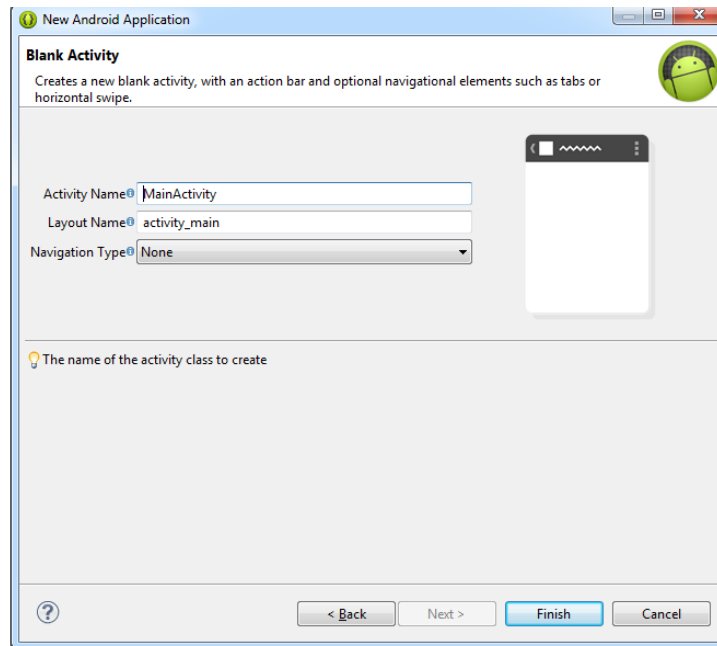 New Android Application
Blank Activity
Creates a new blank activity, with an action bar and optional navigational elements such as tabs or
horizontal swipe.
Activity Name MainActivity
Layout Name activity_main
Navigation Type None
The name of the activity class to create
< Back Next > Finish Cancel